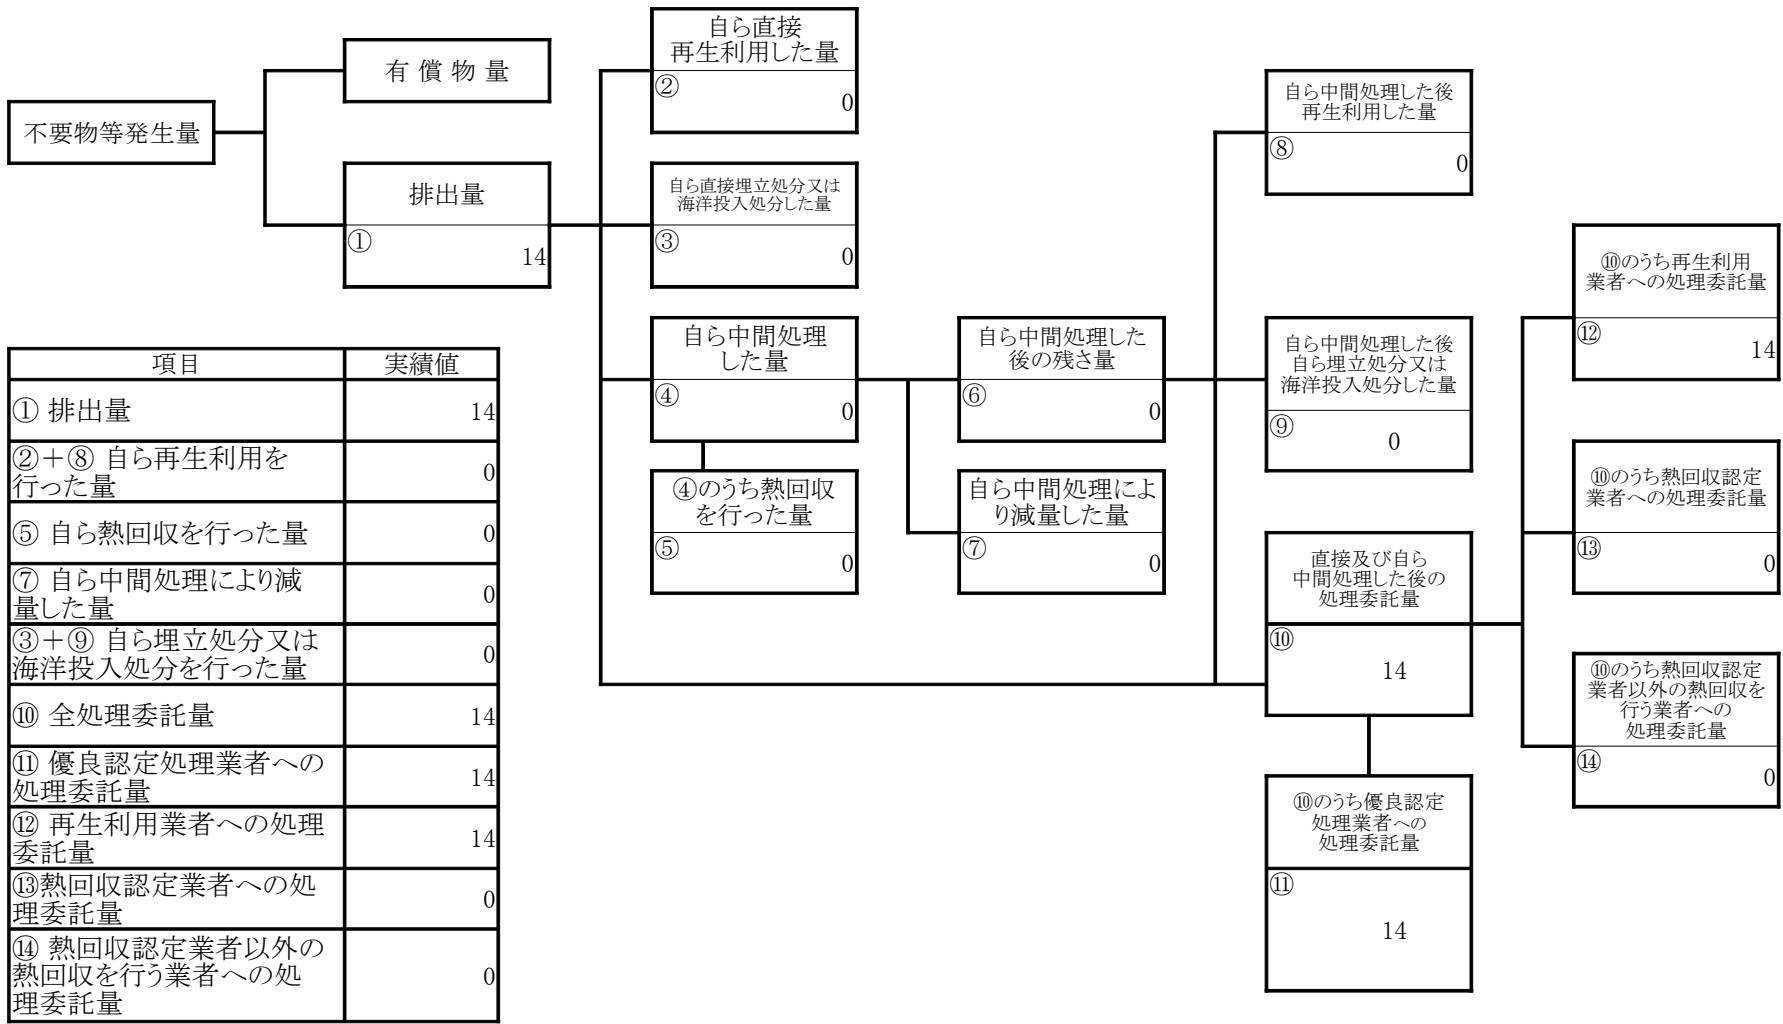 不要物等発生量
有 償 物 量
排出量
①
14
自ら直接
再生利用した量
②
0
自ら直接埋立処分又は
海洋投入処分した量
③
0
自ら中間処理
した量
④
0
④のうち熱回収
を行った量
⑤
0
自ら中間処理した
後の残さ量
⑥
0
自ら中間処理によ
り減量した量
⑦
0
自ら中間処理した後
再生利用した量
⑧
0
自ら中間処理した後
自ら埋立処分又は
海洋投入処分した量
⑨
0
直接及び自ら
中間処理した後の
処理委託量
⑩
14
⑩のうち優良認定
処理業者への
処理委託量
⑪
14
⑩のうち再生利用
業者への処理委託量
⑫
14
⑩のうち熱回収認定
業者への処理委託量
⑬
0
⑩のうち熱回収認定
業者以外の熱回収を
行う業者への
処理委託量
⑭
0
項目 実績値
① 排出量 14
②＋⑧ 自ら再生利用を
行った量 0
⑤ 自ら熱回収を行った量 0
⑦ 自ら中間処理により減
量した量 0
③＋⑨ 自ら埋立処分又は
海洋投入処分を行った量 0
⑩ 全処理委託量 14
⑪ 優良認定処理業者への
処理委託量 14
⑫ 再生利用業者への処理
委託量 14
⑬熱回収認定業者への処
理委託量 0
⑭ 熱回収認定業者以外の
熱回収を行う業者への処
理委託量 0